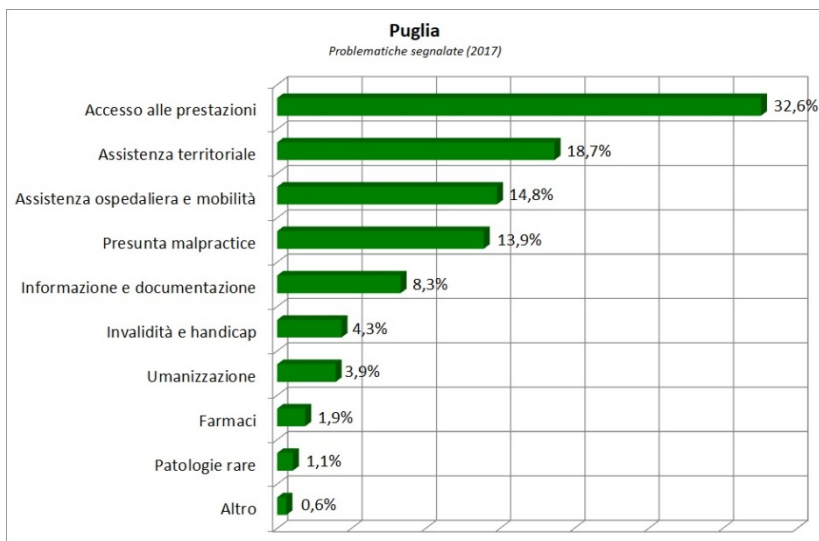 Puglia
Problematiche segnalate (2017)
Accesso alle prestazioni 32,6%
Assistenza territoriale 18,7%
Assistenza ospedaliera e mobilità 14,8%
Presunta malpractice 13,9%
Informazione e documentazione 8,3%
Invalidità e handicap 4,3%
Umanizzazione 3,9%
Farmaci 1,9%
Patologie rare 1,1%
Altro 0,6%